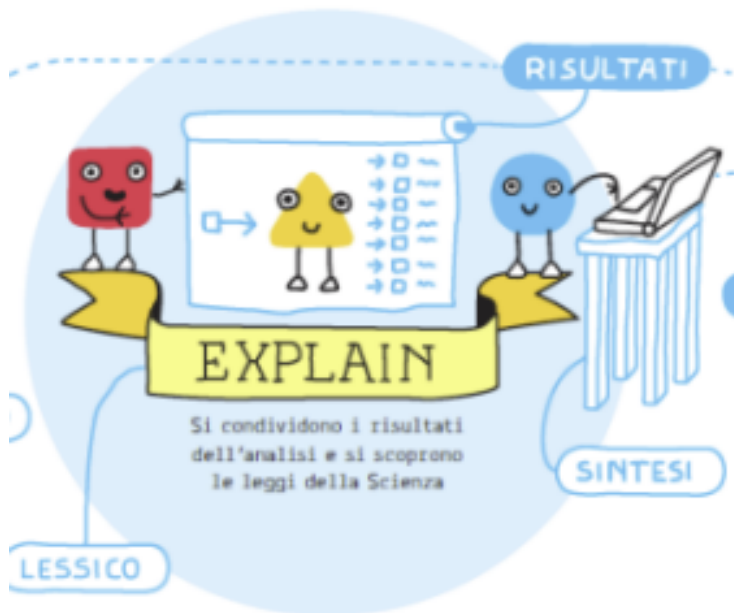 RISULTATI
EXPLAIN
Si condividono i risultati
dell'analisi e si scoprono
le leggi della Scienza
SINTESI
LESSICO